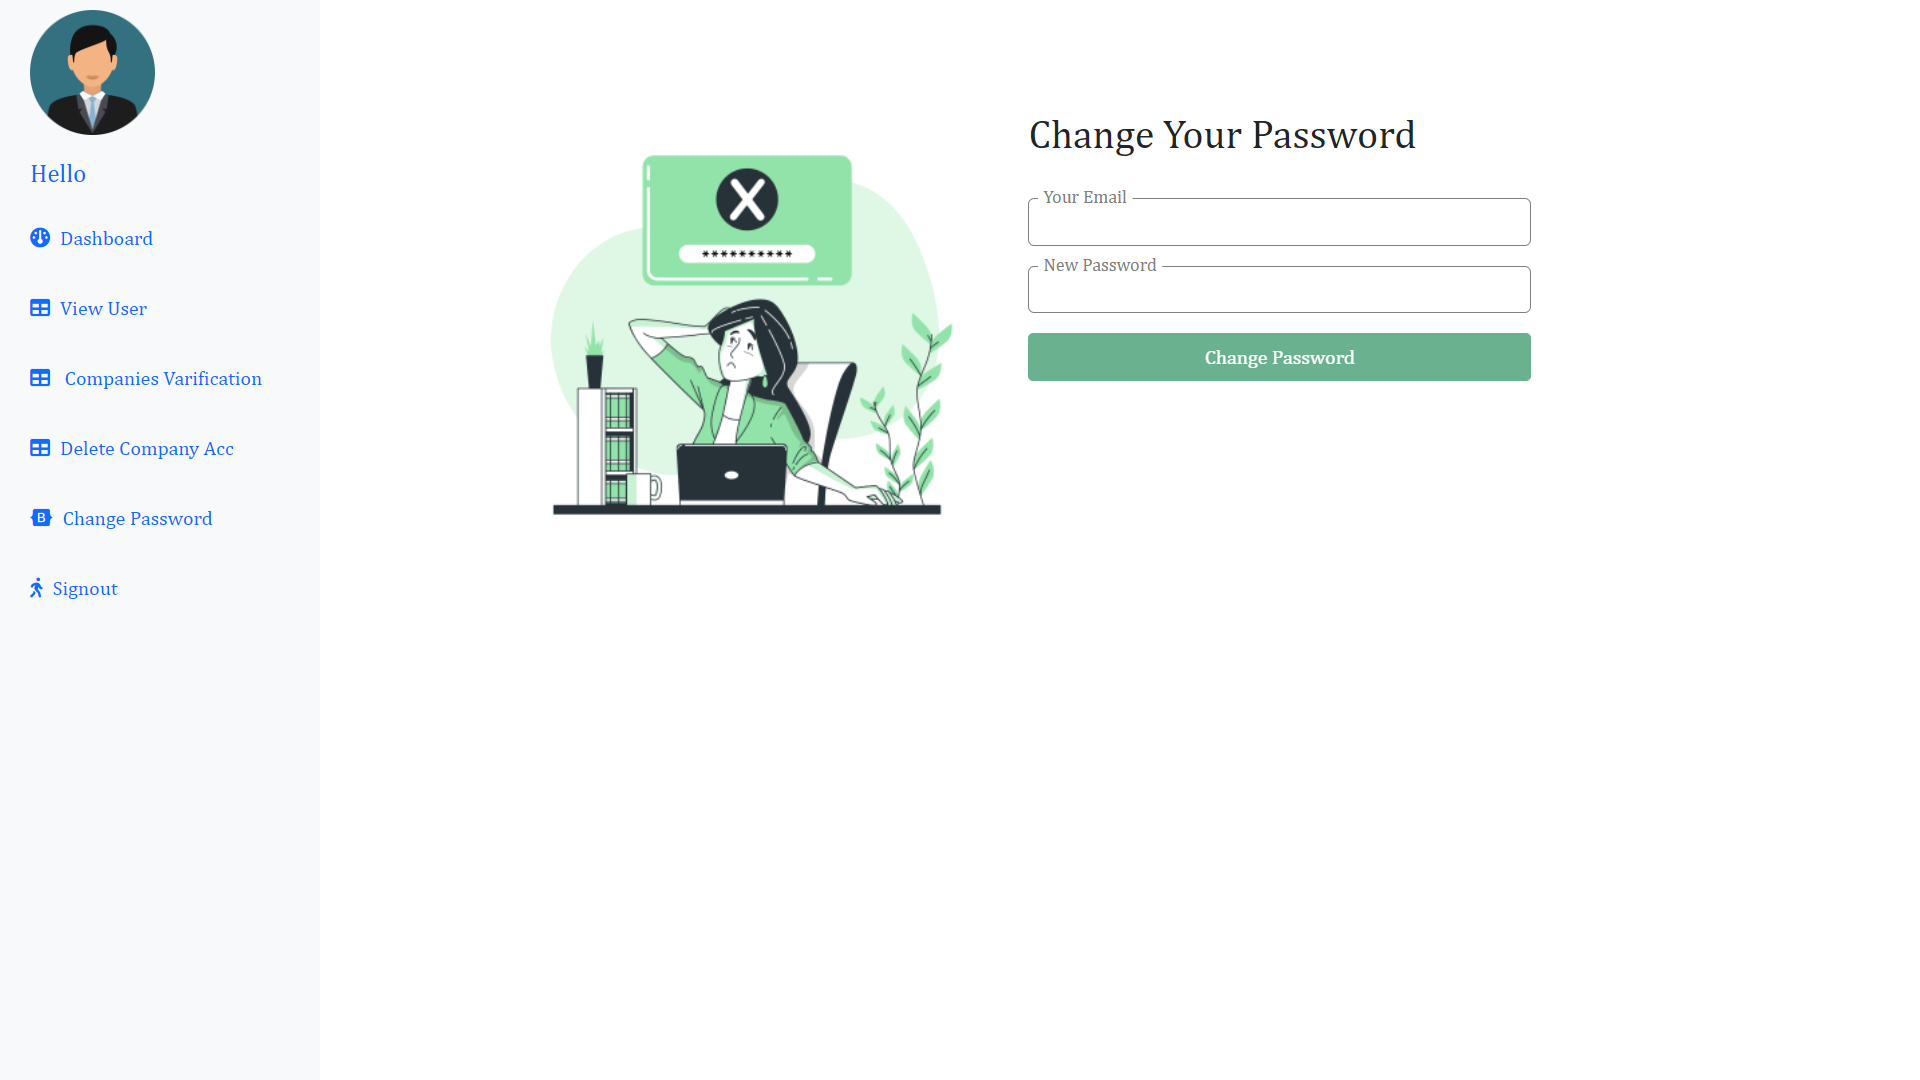 Hello
Dashboard
View User
Companies Varification
Delete Company Acc
B Change Password
Signout
X
**********
Change Your Password
Your Email
New Password
Change Password